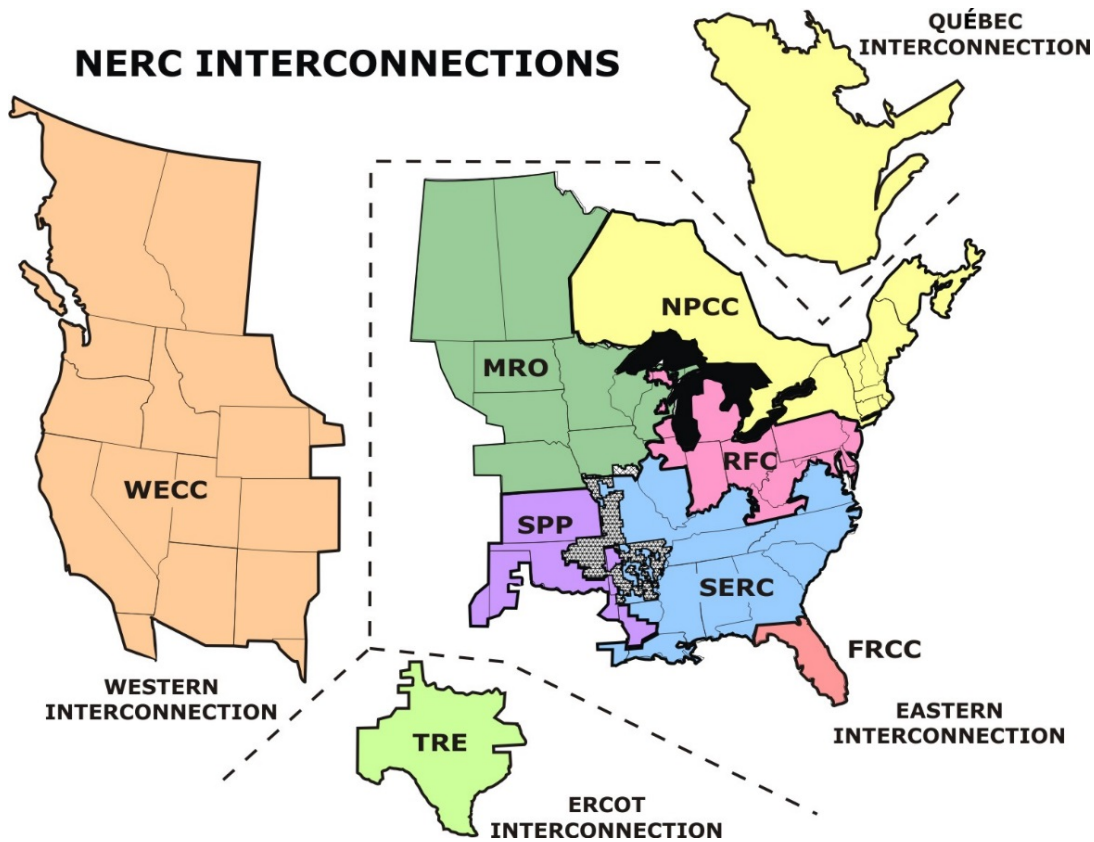 QUÉBEC
INTERCONNECTION
NERC INTERCONNECTIONS
NPCC
MRO
RFC
WECC
SPP
SERC
FRCC
WESTERN
INTERCONNECTION
EASTERN
INTERCONNECTION
TRE
ERCOT
INTERCONNECTION